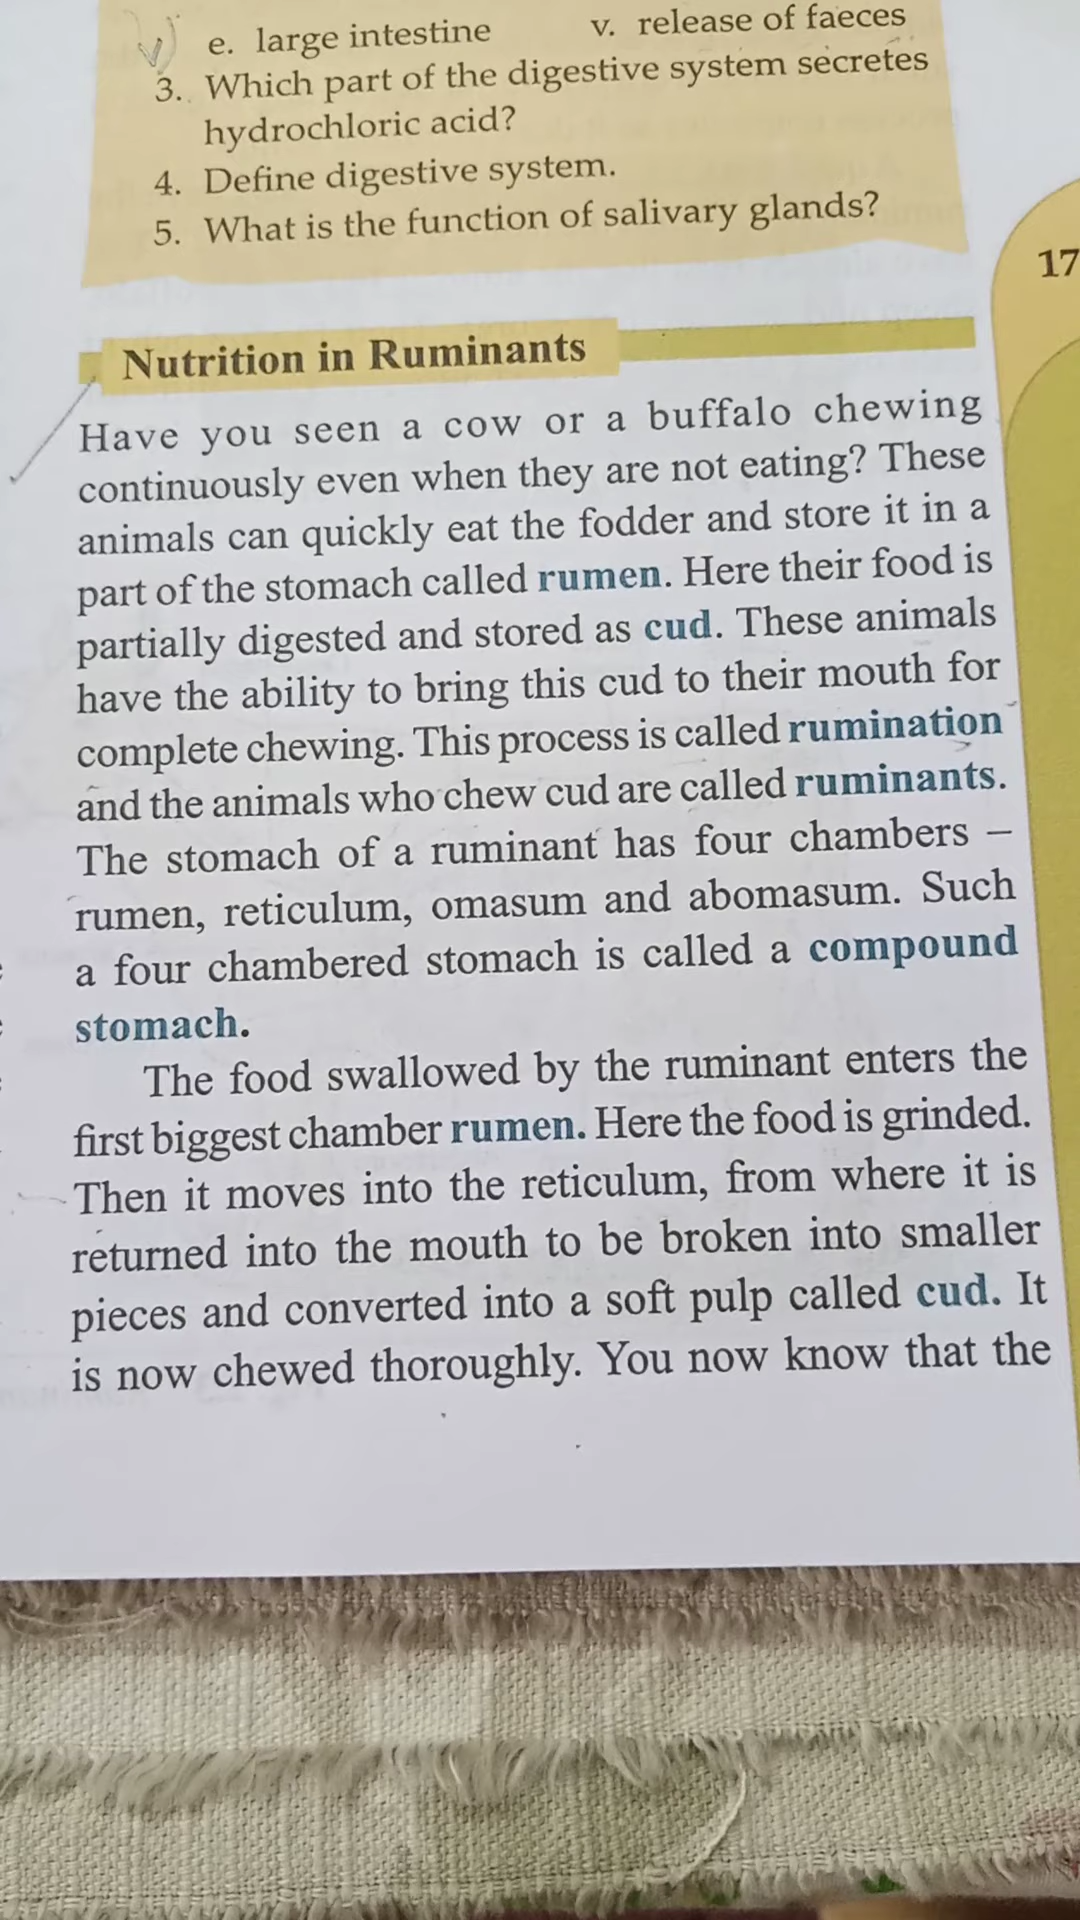 e. large intestine v. release of faeces
3. Which part of the digestive system secretes
hydrochloric acid?
4. Define digestive system.
5. What is the function of salivary glands?
17
Nutrition in Ruminants
Have you seen a cow or a buffalo chewing
continuously even when they are not eating? These
animals can quickly eat the fodder and store it in a
part of the stomach called rumen. Here their food is
partially digested and stored as cud. These animals
have the ability to bring this cud to their mouth for
complete chewing. This process is called rumination
and the animals who chew cud are called ruminants.
The stomach of a ruminant has four chambers –
rumen, reticulum, omasum and abomasum. Such
a four chambered stomach is called a compound
stomach.
The food swallowed by the ruminant enters the
first biggest chamber rumen. Here the food is grinded.
Then it moves into the reticulum, from where it is
returned into the mouth to be broken into smaller
pieces and converted into a soft pulp called cud. It
is now chewed thoroughly. You now know that the